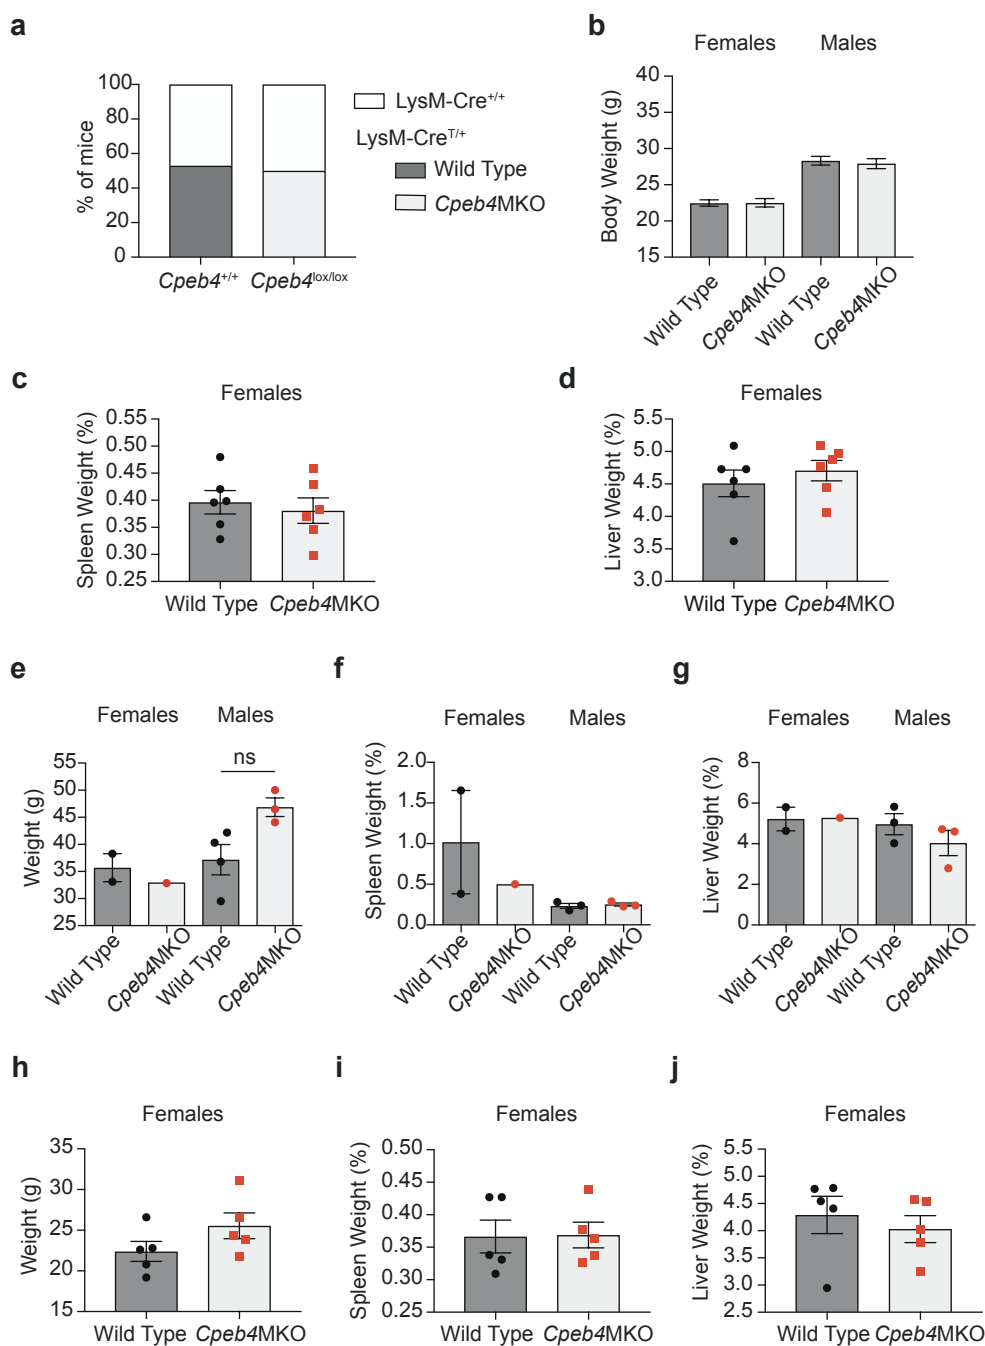 a
% of mice
100
80
60
40
20
0
Cpeb4+/+
Cpeb4lox/lox
LysM-Cre+/+
LysM-CreT/+
Wild Type
Cpeb4MKO
b
Females
Males
Body Weight (g)
40
35
30
25
20
15
Wild Type
Cpeb4MKO
Wild Type
Cpeb4MKO
c
Females
Spleen Weight (%)
0.55
0.50
0.45
0.40
0.35
0.30
0.25
Wild Type
Cpeb4MKO
d
Females
Liver Weight (%)
5.5
5.0
4.5
4.0
3.5
3.0
Wild Type
Cpeb4MKO
e
Females
Males
ns
Weight (g)
55
50
45
40
35
30
25
Wild Type
Cpeb4MKO
Wild Type
Cpeb4MKO
f
Females
Males
Spleen Weight (%)
2.0
1.5
1.0
0.5
0.0
Wild Type
Cpeb4MKO
Wild Type
Cpeb4MKO
g
Females
Males
Liver Weight (%)
8
6
4
2
0
Wild Type
Cpeb4MKO
Wild Type
Cpeb4MKO
h
Females
Weight (g)
35
30
25
20
15
Wild Type
Cpeb4MKO
i
Females
Spleen Weight (%)
0.50
0.45
0.40
0.35
0.30
0.25
Wild Type
Cpeb4MKO
j
Females
Liver Weight (%)
5.5
5.0
4.5
4.0
3.5
3.0
2.5
Wild Type
Cpeb4MKO